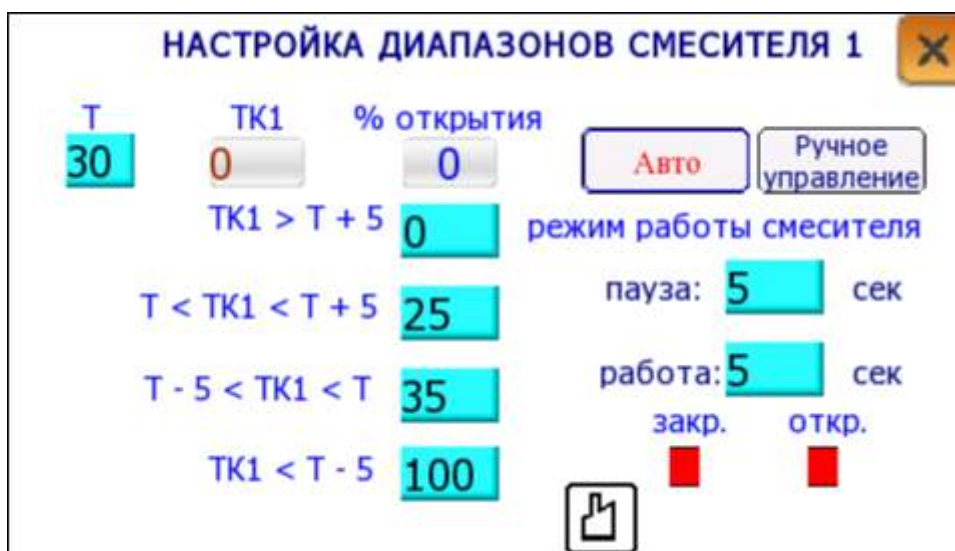 НАСТРОЙКА ДИАПАЗОНОВ СМЕСИТЕЛЯ 1
Т ТК1 % открытия
30 0 0 Авто Ручное управление
ТК1 > Т + 5 0 режим работы смесителя
пауза: 5 сек
Т < ТК1 < Т + 5 25
работа: 5 сек
Т - 5 < ТК1 < Т 35
закр. откр.
ТК1 < Т - 5 100